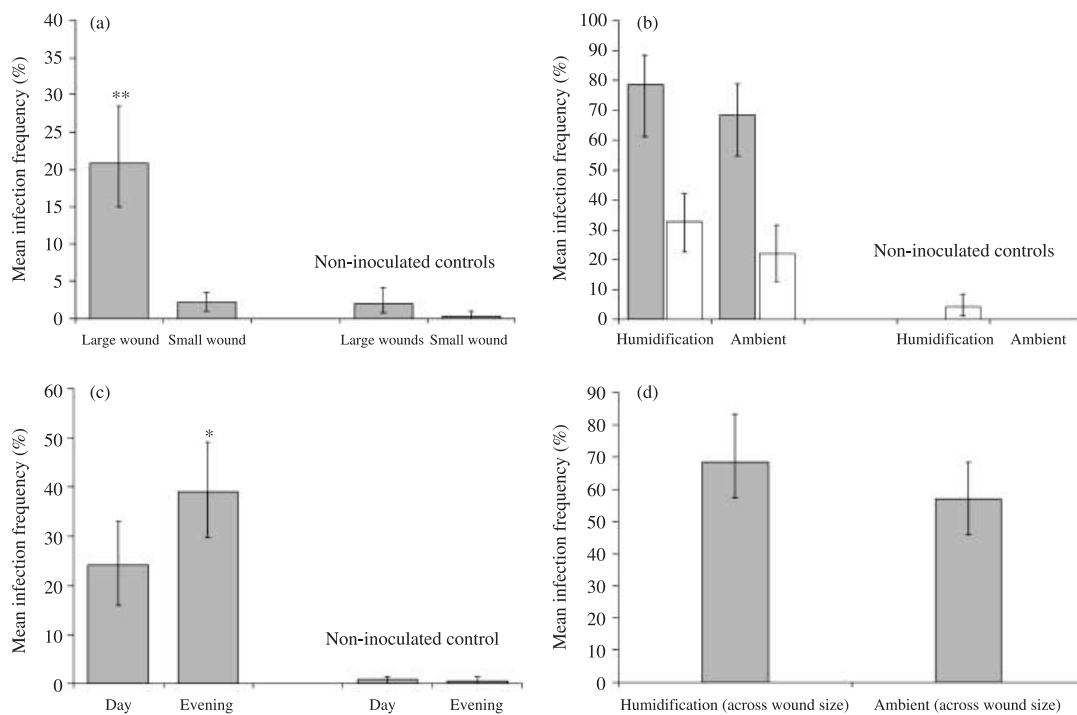 (a)
Mean infection frequency (%)
40
35
30
25
20
15
10
5
0
**
Non-inoculated controls
Large wound Small wound Large wounds Small wound
(b)
Mean infection frequency (%)
100
90
80
70
60
50
40
30
20
10
0
Non-inoculated controls
Humidification Ambient Humidification Ambient
(c)
Mean infection frequency (%)
60
50
40
30
20
10
0
*
Non-inoculated control
Day Evening Day Evening
(d)
Mean infection frequency (%)
90
80
70
60
50
40
30
20
10
0
Humidification (across wound size) Ambient (across wound size)